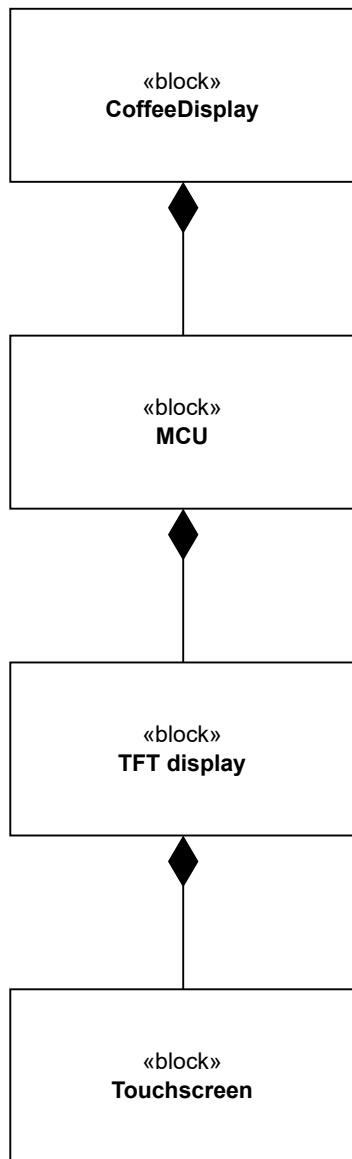 «block»
CoffeeDisplay
«block»
MCU
«block»
TFT display
«block»
Touchscreen